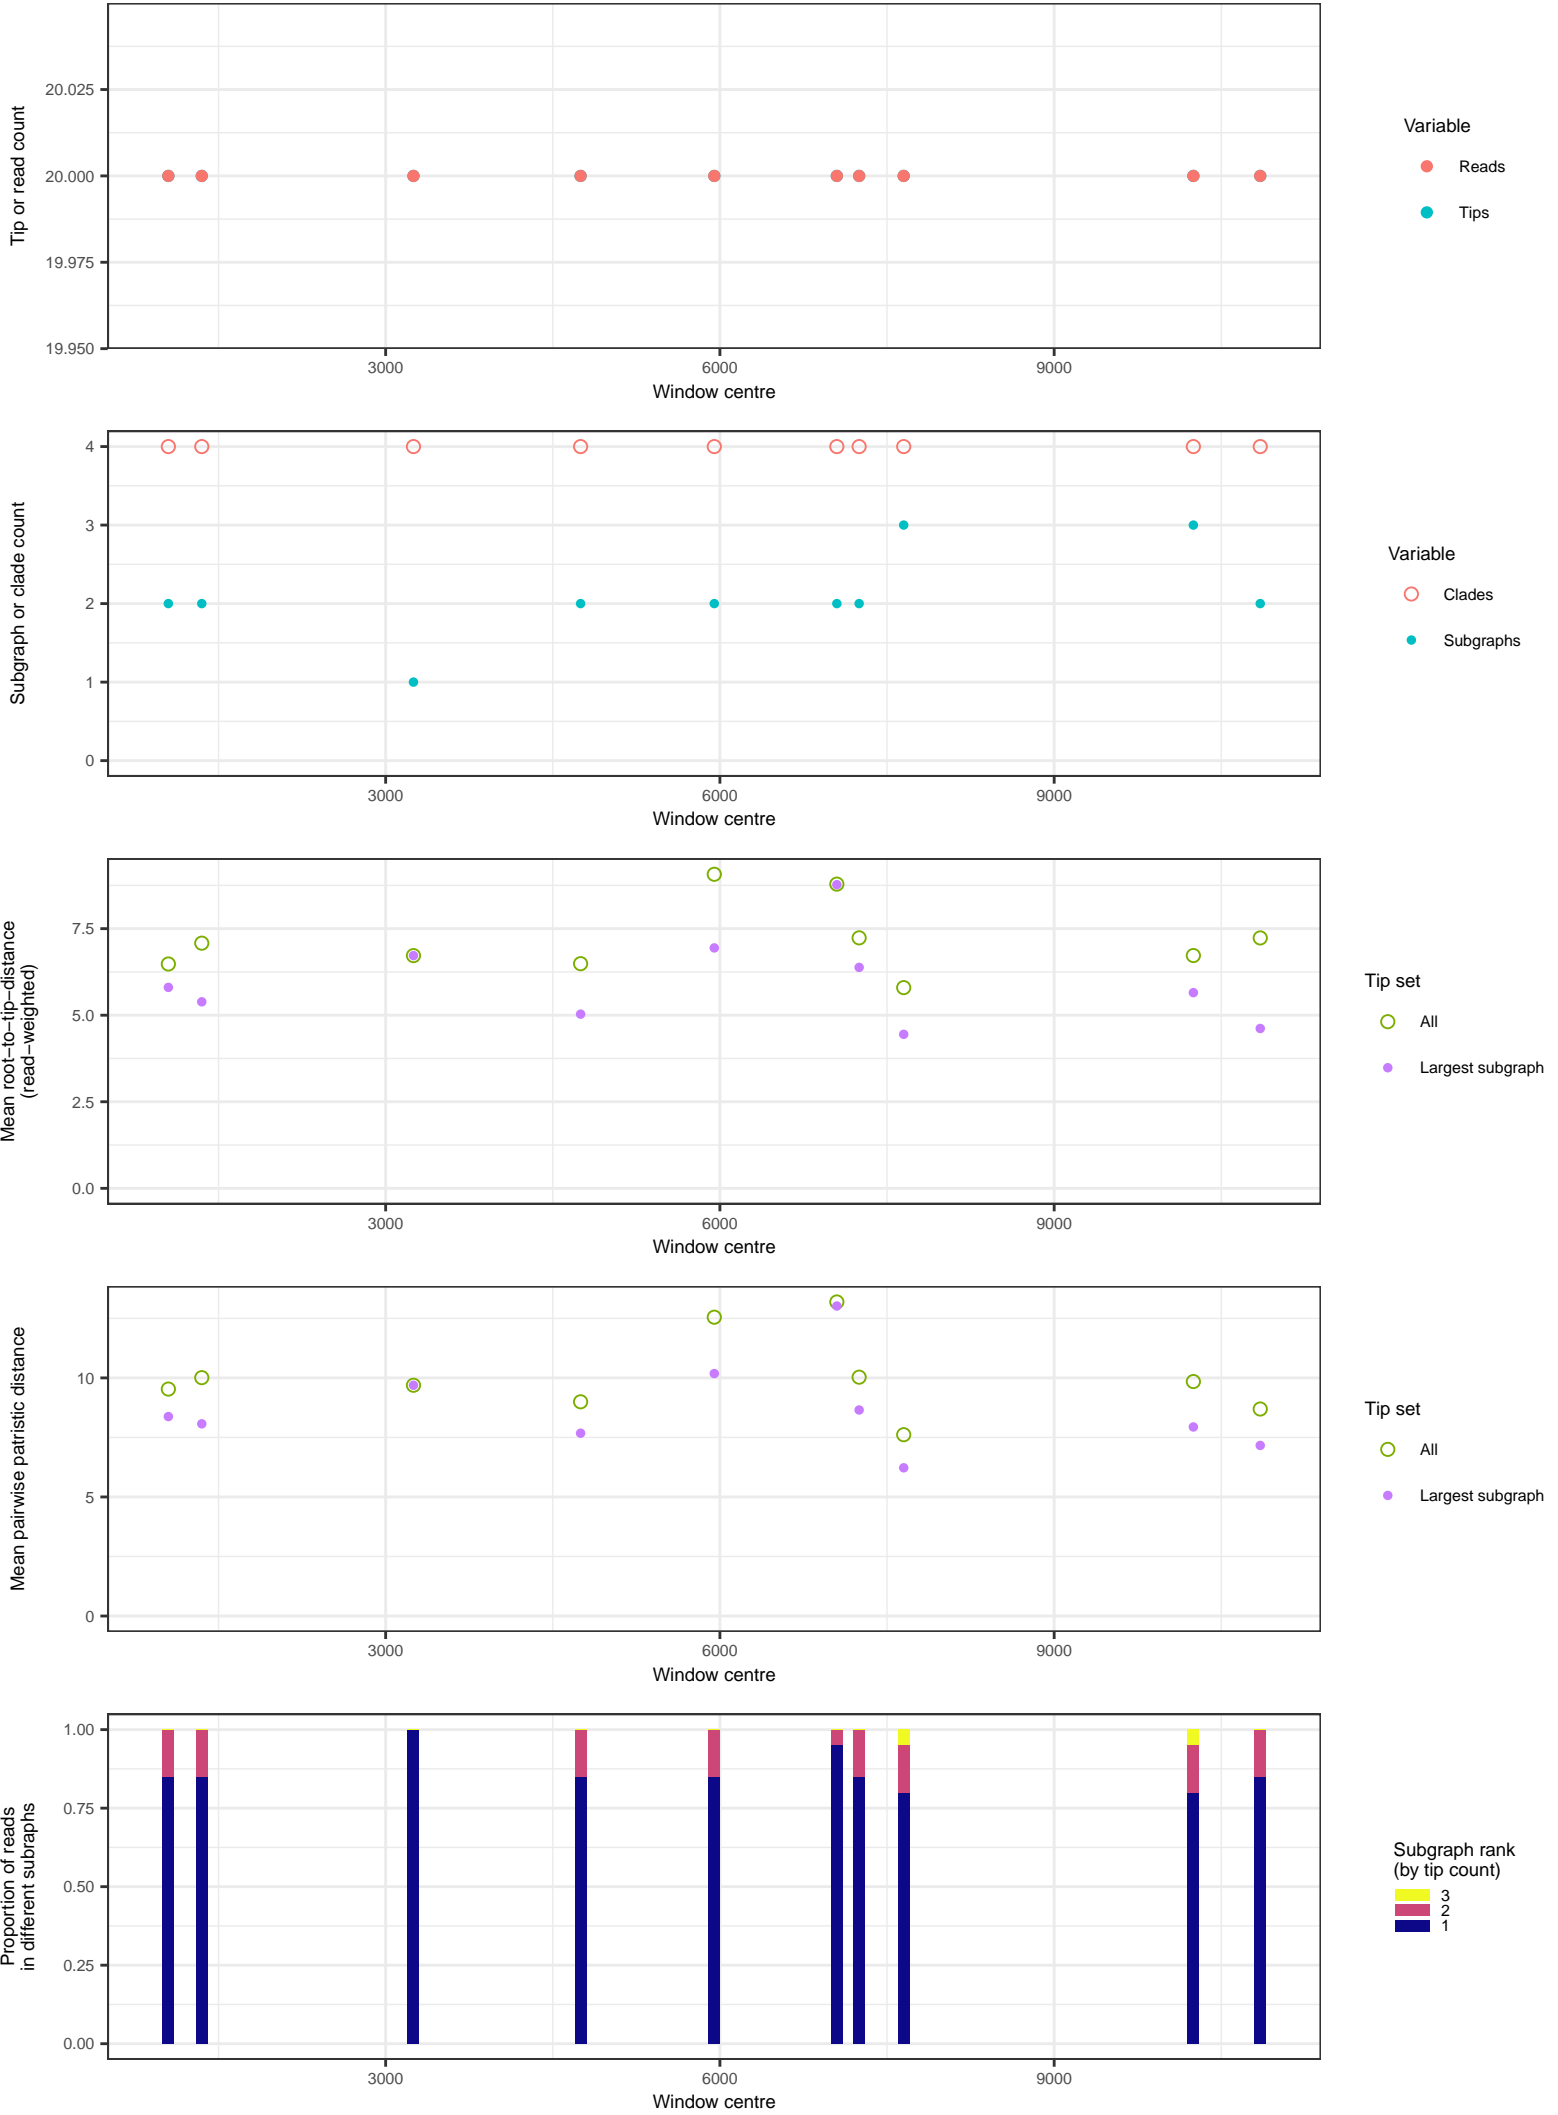 Tip or read count
20.025
20.000
19.975
19.950
3000
6000
9000
Window centre
Variable
Reads
Tips
Subgraph or clade count
4
3
2
1
0
3000
6000
9000
Window centre
Variable
Clades
Subgraphs
Mean root−to−tip−distance
(read−weighted)
7.5
5.0
2.5
0.0
3000
6000
9000
Window centre
Tip set
All
Largest subgraph
Mean pairwise patristic distance
10
5
0
3000
6000
9000
Window centre
Tip set
All
Largest subgraph
Proportion of reads
in different subraphs
1.00
0.75
0.50
0.25
0.00
3000
6000
9000
Window centre
Subgraph rank
(by tip count)
3
2
1